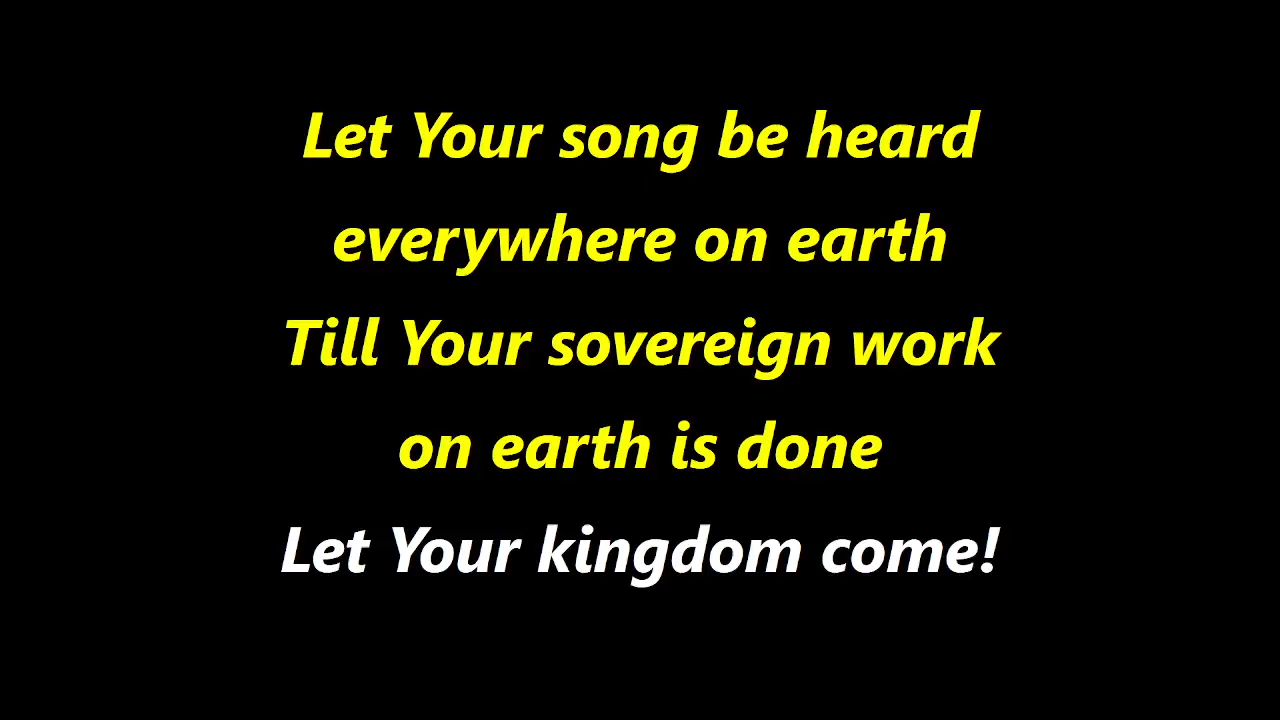 Let Your song be heard
everywhere on earth
Till Your sovereign work
on earth is done
Let Your kingdom come!